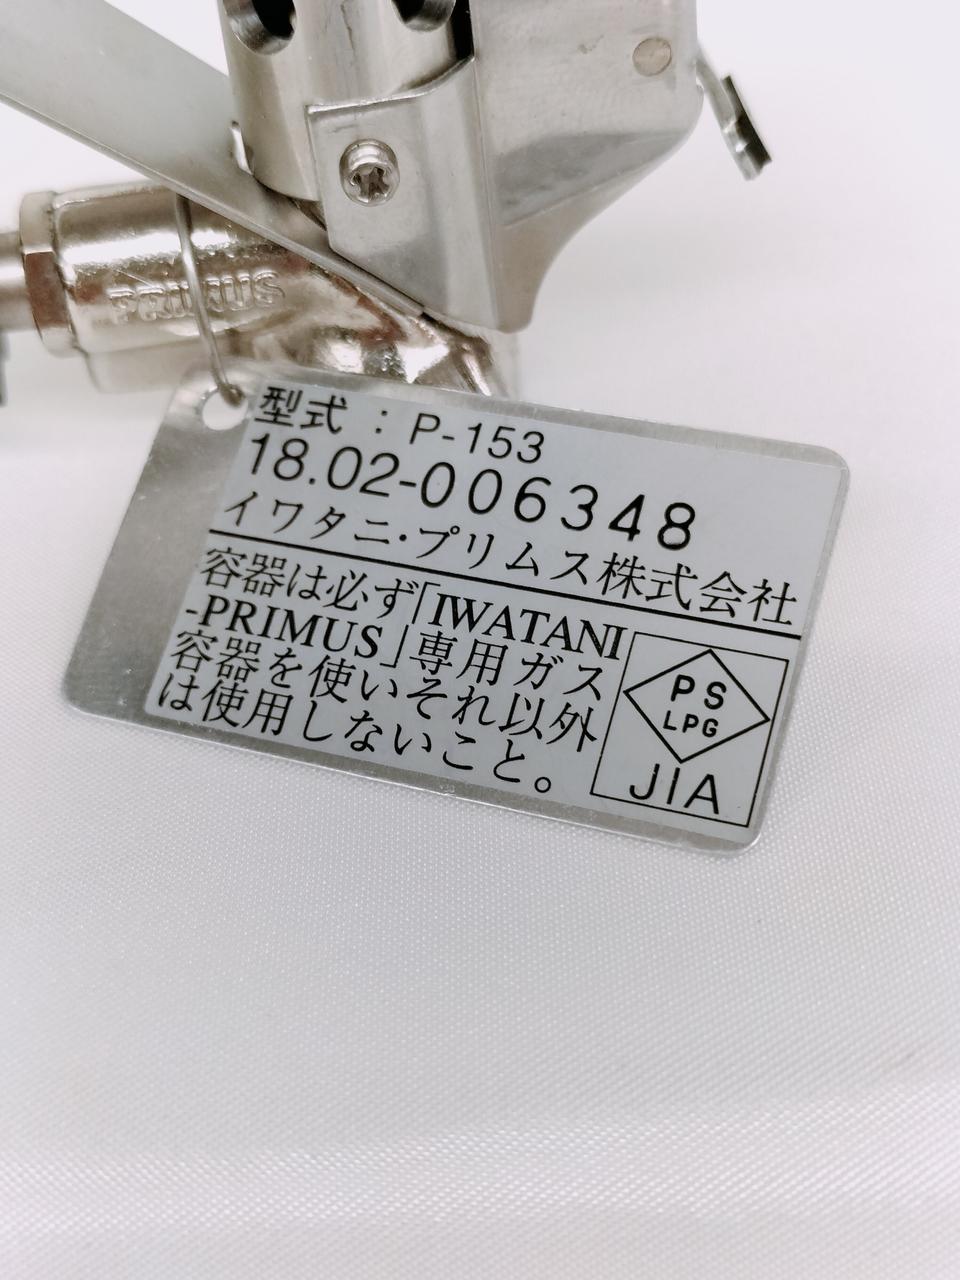 PRIMUS
型式 : P-153
18.02-006348
イワタニ・プリムス株式会社
容器は必ず「IWATANI
-PRIMUS」専用ガス
容器を使いそれ以外
は使用しないこと。
PS
LPG
JIA